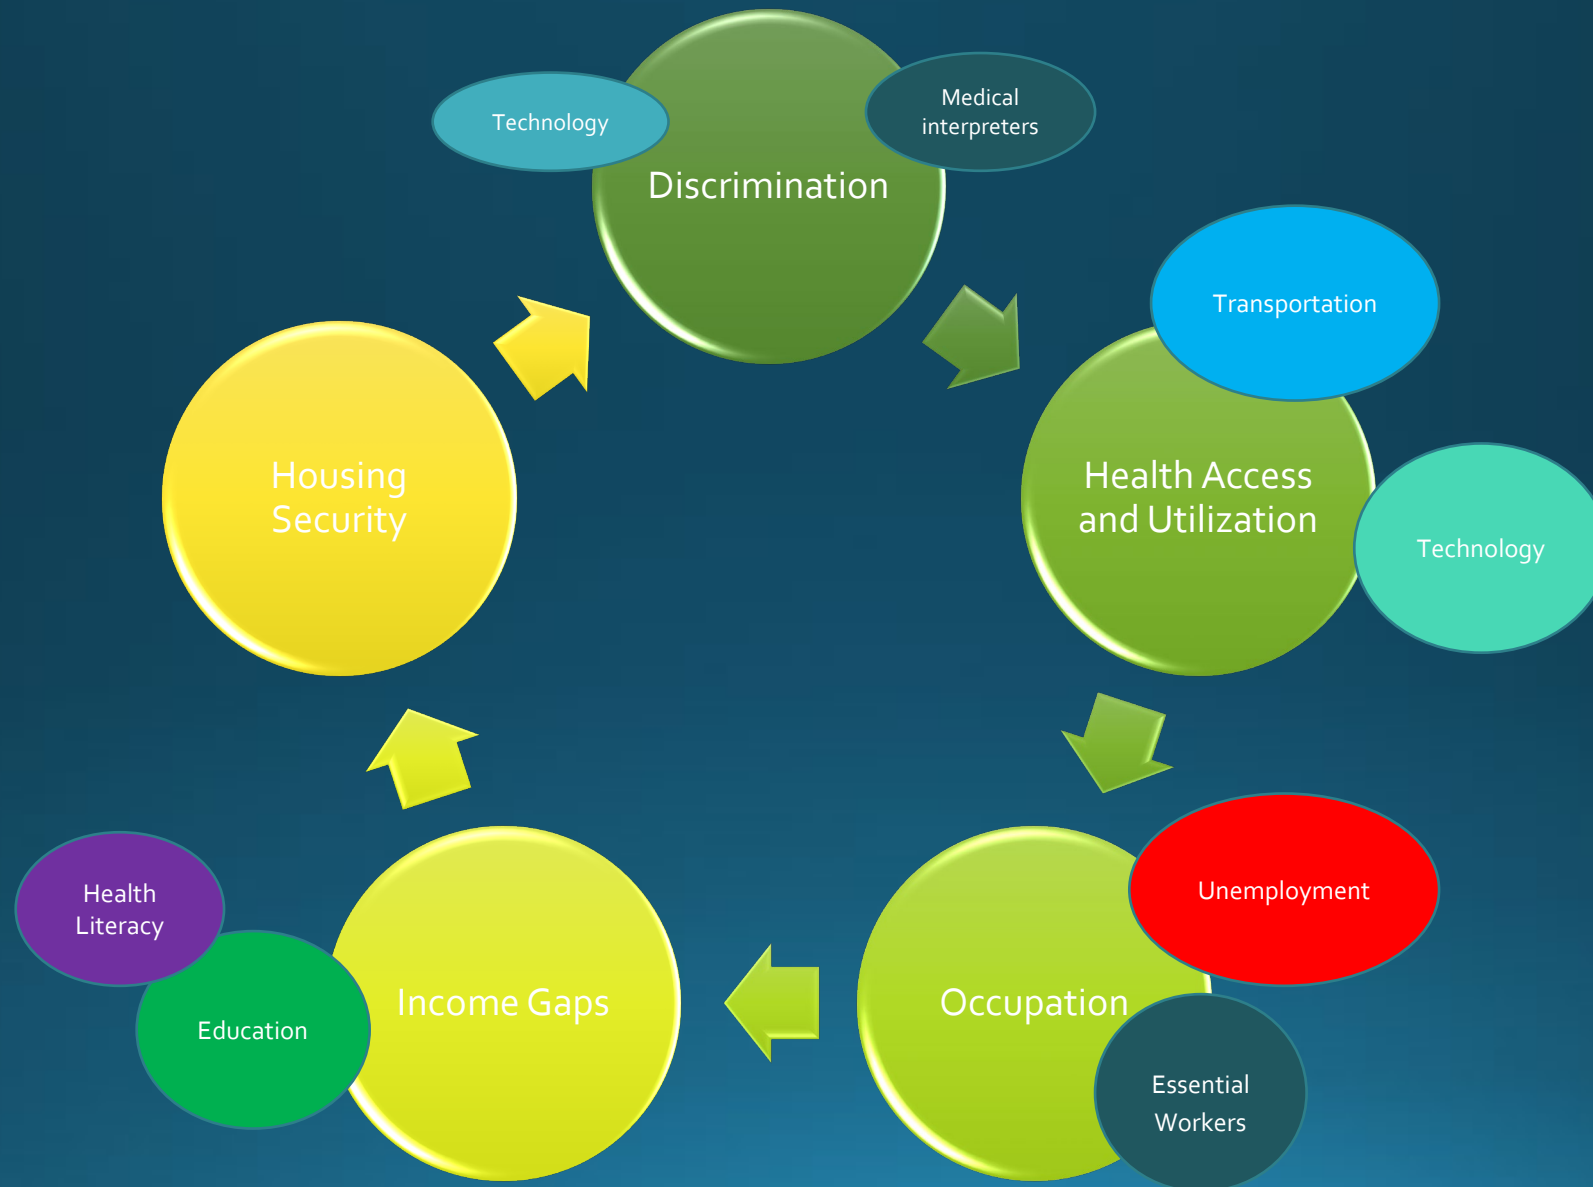 Technology
Medical
interpreters
Discrimination
Transportation
Health Access
and Utilization
Technology
Housing
Security
Unemployment
Occupation
Essential
Workers
Income Gaps
Health
Literacy
Education